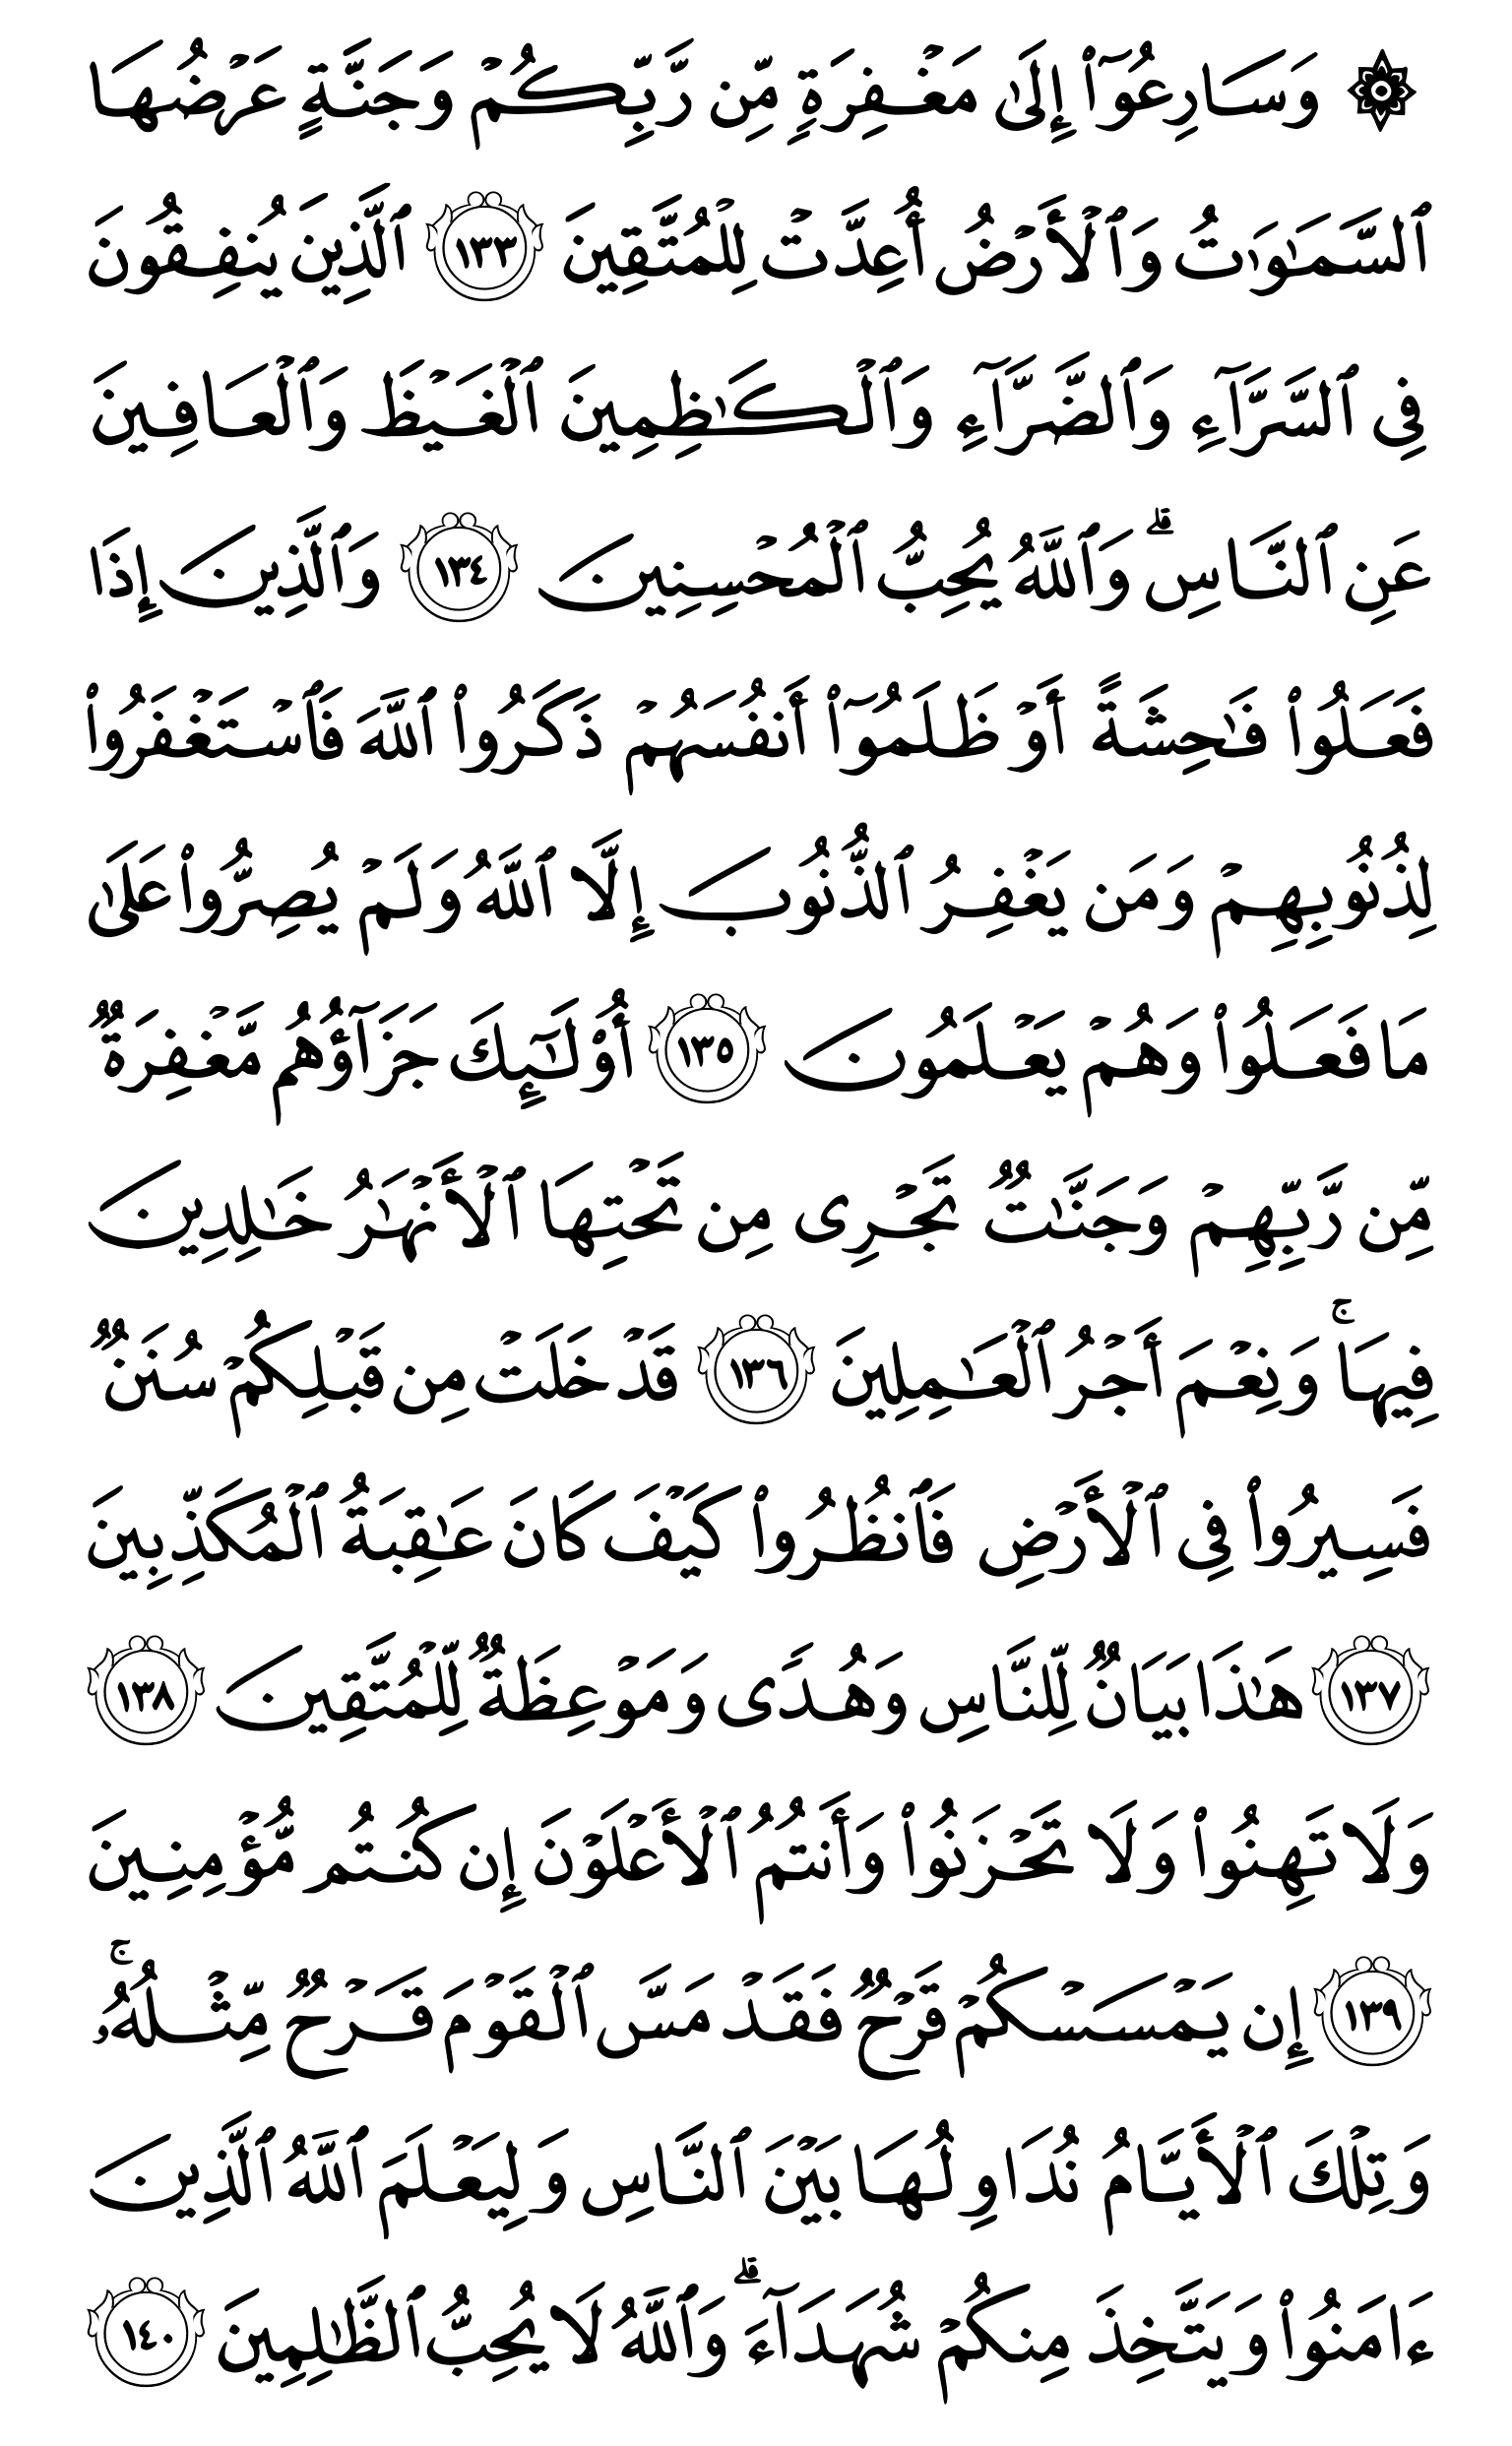 ۞ وَسَارِعُوٓا۟ إِلَىٰ مَغْفِرَةٍ مِّن رَّبِّكُمْ وَجَنَّةٍ عَرْضُهَا
ٱلسَّمَـٰوَٰتُ وَٱلْأَرْضُ أُعِدَّتْ لِلْمُتَّقِينَ ١٣٣ ٱلَّذِينَ يُنفِقُونَ
فِى ٱلسَّرَّآءِ وَٱلضَّرَّآءِ وَٱلْكَـٰظِمِينَ ٱلْغَيْظَ وَٱلْعَافِينَ
عَنِ ٱلنَّاسِ ۗ وَٱللَّهُ يُحِبُّ ٱلْمُحْسِنِينَ ١٣٤ وَٱلَّذِينَ إِذَا
فَعَلُوا۟ فَـٰحِشَةً أَوْ ظَلَمُوٓا۟ أَنفُسَهُمْ ذَكَرُوا۟ ٱللَّهَ فَٱسْتَغْفَرُوا۟
لِذُنُوبِهِمْ وَمَن يَغْفِرُ ٱلذُّنُوبَ إِلَّا ٱللَّهُ وَلَمْ يُصِرُّوا۟ عَلَىٰ
مَا فَعَلُوا۟ وَهُمْ يَعْلَمُونَ ١٣٥ أُو۟لَـٰٓئِكَ جَزَآؤُهُم مَّغْفِرَةٌ
مِّن رَّبِّهِمْ وَجَنَّـٰتٌ تَجْرِى مِن تَحْتِهَا ٱلْأَنْهَـٰرُ خَـٰلِدِينَ
فِيهَا ۚ وَنِعْمَ أَجْرُ ٱلْعَـٰمِلِينَ ١٣٦ قَدْ خَلَتْ مِن قَبْلِكُمْ سُنَنٌ
فَسِيرُوا۟ فِى ٱلْأَرْضِ فَٱنظُرُوا۟ كَيْفَ كَانَ عَـٰقِبَةُ ٱلْمُكَذِّبِينَ
١٣٧ هَـٰذَا بَيَانٌ لِّلنَّاسِ وَهُدًى وَمَوْعِظَةٌ لِّلْمُتَّقِينَ ١٣٨
وَلَا تَهِنُوا۟ وَلَا تَحْزَنُوا۟ وَأَنتُمُ ٱلْأَعْلَوْنَ إِن كُنتُم مُّؤْمِنِينَ
١٣٩ إِن يَمْسَسْكُمْ قَرْحٌ فَقَدْ مَسَّ ٱلْقَوْمَ قَرْحٌ مِّثْلُهُۥ ۚ
وَتِلْكَ ٱلْأَيَّامُ نُدَاوِلُهَا بَيْنَ ٱلنَّاسِ وَلِيَعْلَمَ ٱللَّهُ ٱلَّذِينَ
ءَامَنُوا۟ وَيَتَّخِذَ مِنكُمْ شُهَدَآءَ ۗ وَٱللَّهُ لَا يُحِبُّ ٱلظَّـٰلِمِينَ ١٤٠